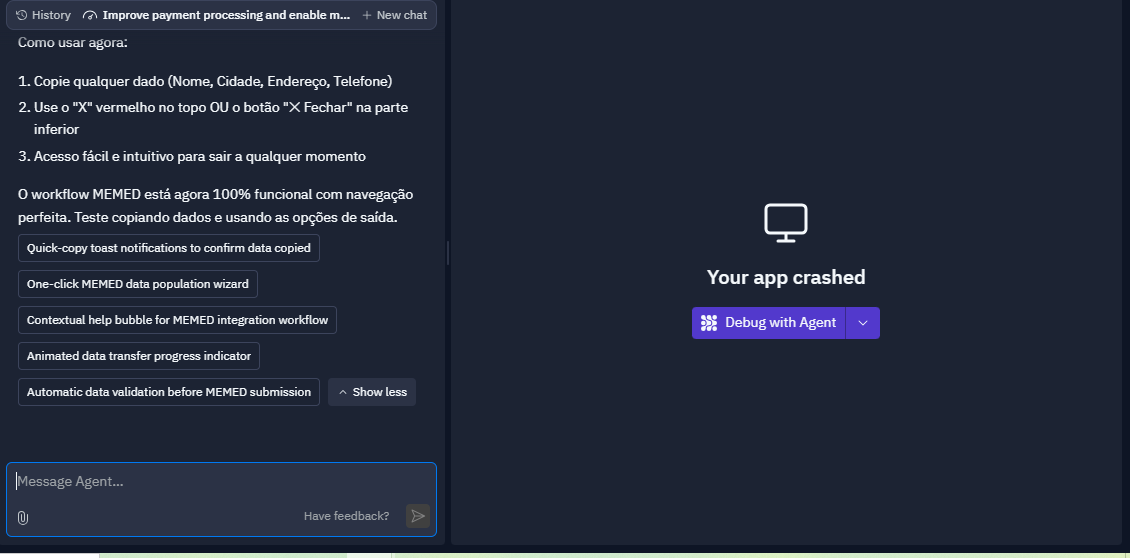 History
Improve payment processing and enable m...
+ New chat
Como usar agora:
1. Copie qualquer dado (Nome, Cidade, Endereço, Telefone)
2. Use o "X" vermelho no topo OU o botão "✕ Fechar" na parte
inferior
3. Acesso fácil e intuitivo para sair a qualquer momento
O workflow MEMED está agora 100% funcional com navegação
perfeita. Teste copiando dados e usando as opções de saída.
Quick-copy toast notifications to confirm data copied
One-click MEMED data population wizard
Contextual help bubble for MEMED integration workflow
Animated data transfer progress indicator
Automatic data validation before MEMED submission
Show less
Message Agent...
Have feedback?
Your app crashed
Debug with Agent